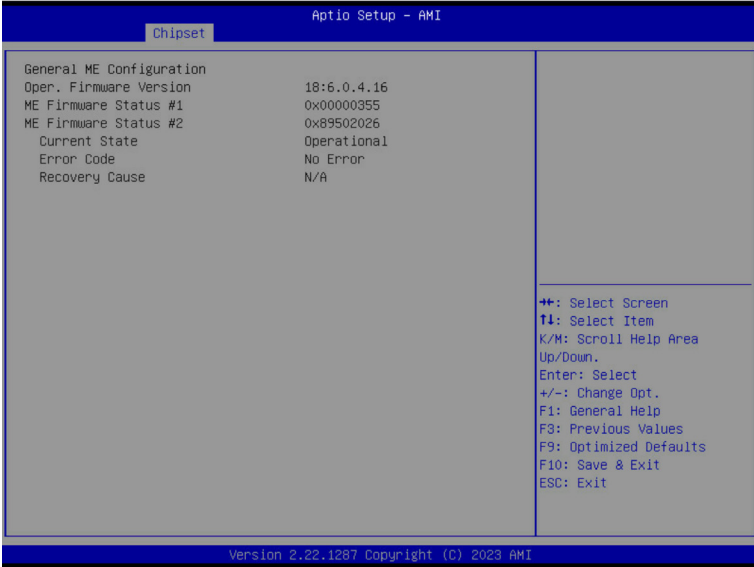 Aptio Setup - AMI
Chipset
General ME Configuration
Oper. Firmware Version 18:6.0.4.16
ME Firmware Status #1 0x00000355
ME Firmware Status #2 0x89502026
Current State Operational
Error Code No Error
Recovery Cause N/A
→←: Select Screen
↑↓: Select Item
K/M: Scroll Help Area
Up/Down.
Enter: Select
+/-: Change Opt.
F1: General Help
F3: Previous Values
F9: Optimized Defaults
F10: Save & Exit
ESC: Exit
Version 2.22.1287 Copyright (C) 2023 AMI